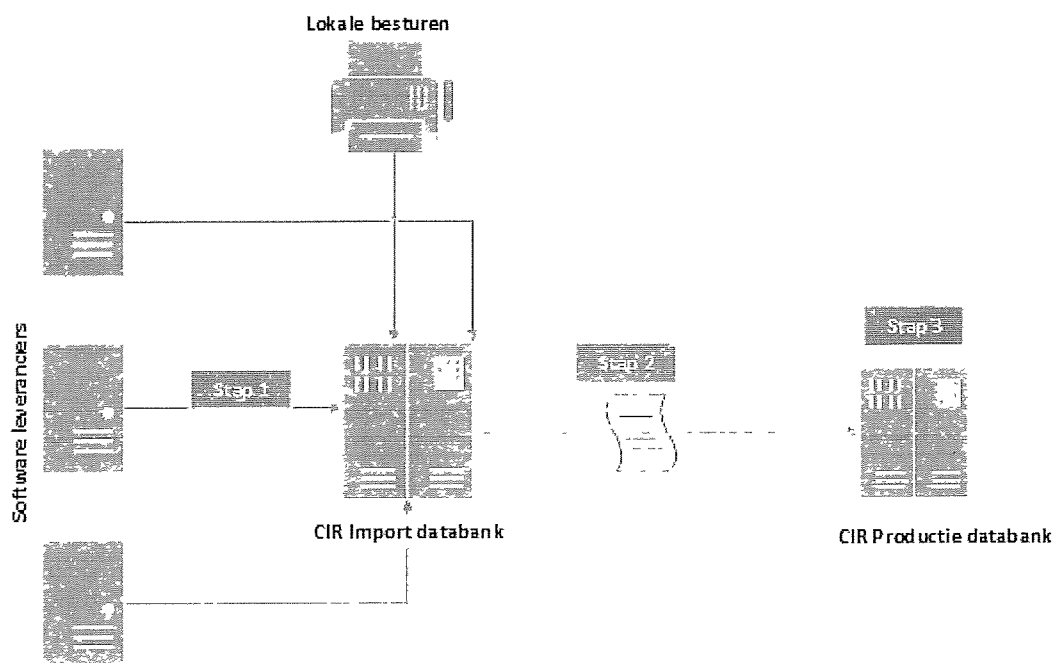 Lokale besturen
Software leveranciers
Stap 1
Stap 2
Stap 3
CIR Import databank
CIR Productie databank